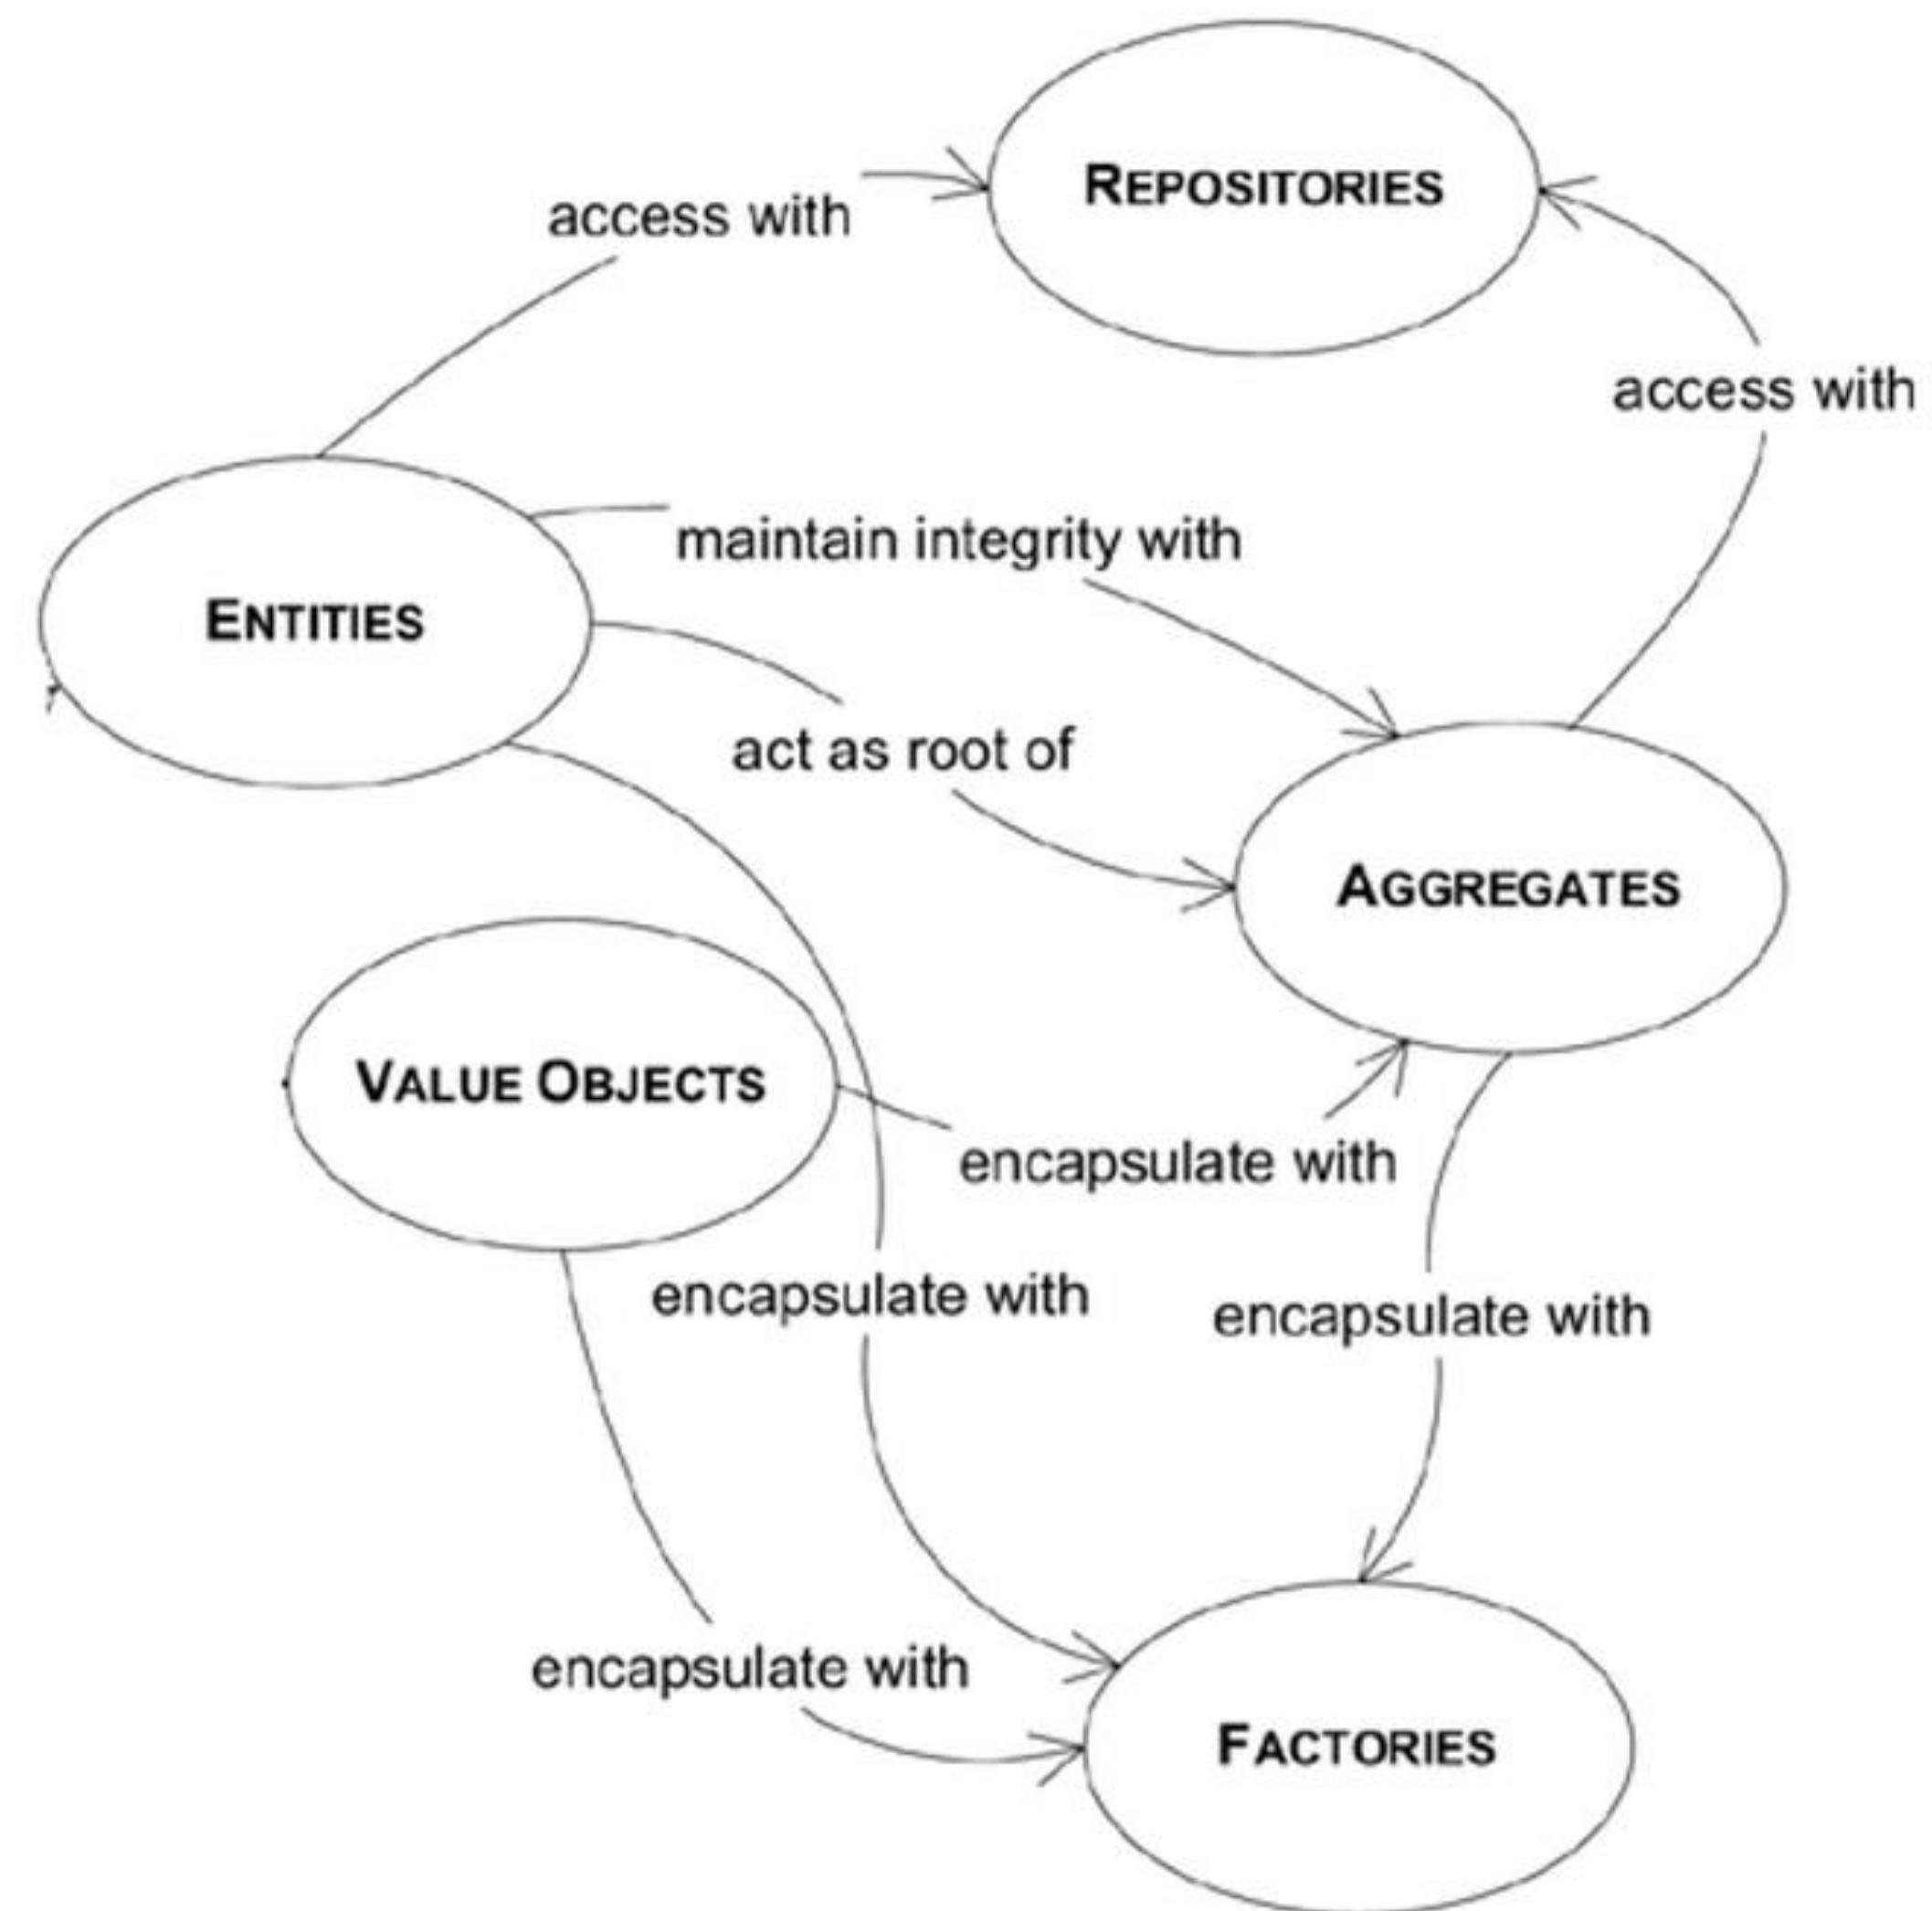 REPOSITORIES
access with
access with
maintain integrity with
ENTITIES
act as root of
AGGREGATES
VALUE OBJECTS
encapsulate with
encapsulate with
encapsulate with
encapsulate with
FACTORIES